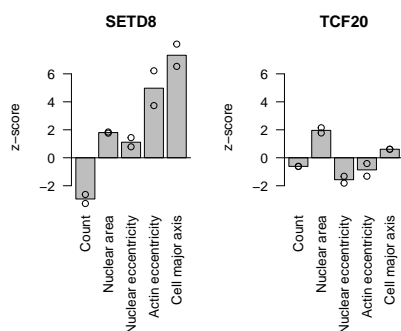 SETD8
TCF20
z-score
6
4
2
0
−2
Count
Nuclear area
Nuclear eccentricity
Actin eccentricity
Cell major axis
z-score
6
4
2
0
−2
Count
Nuclear area
Nuclear eccentricity
Actin eccentricity
Cell major axis